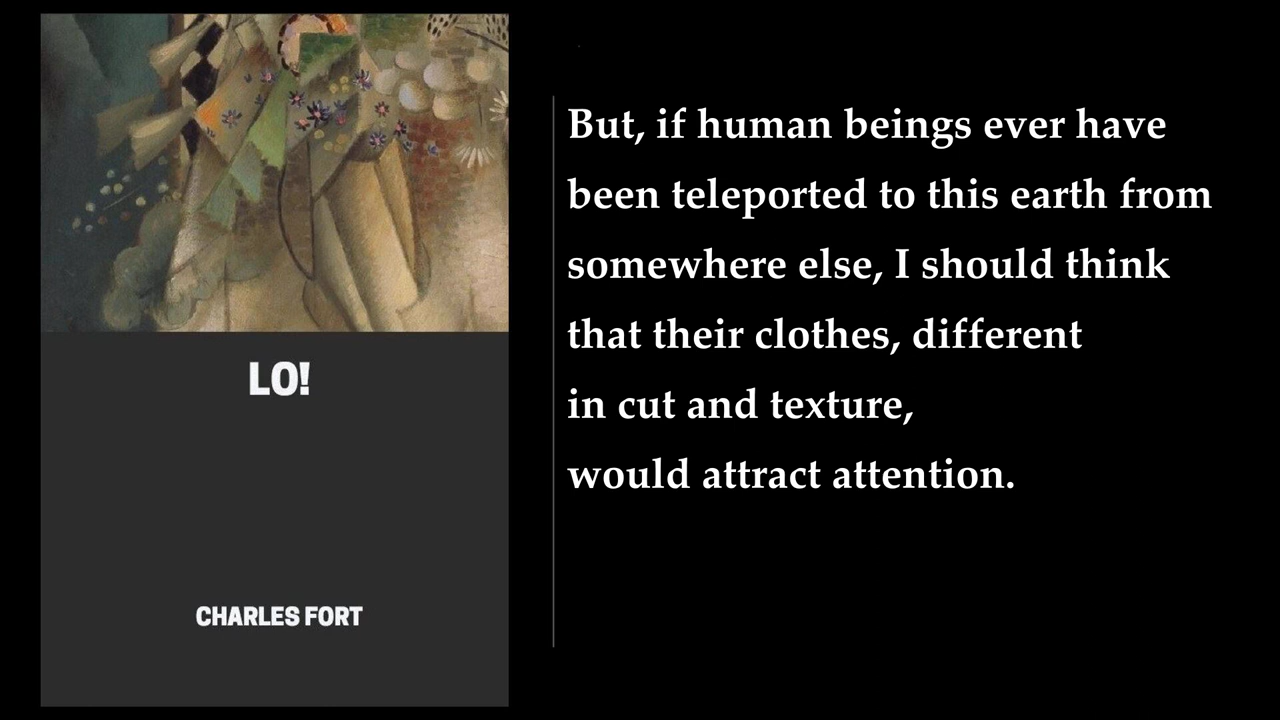 LO!
CHARLES FORT
But, if human beings ever have
been teleported to this earth from
somewhere else, I should think
that their clothes, different
in cut and texture,
would attract attention.